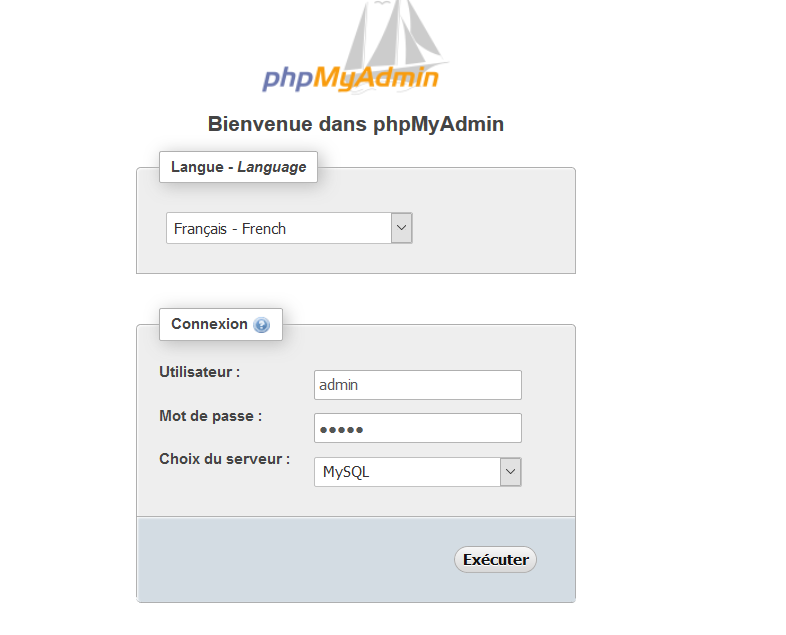 phpMyAdmin
Bienvenue dans phpMyAdmin
Langue - Language
Français - French
Connexion
Utilisateur :
admin
Mot de passe :
●●●●●
Choix du serveur :
MySQL
Exécuter